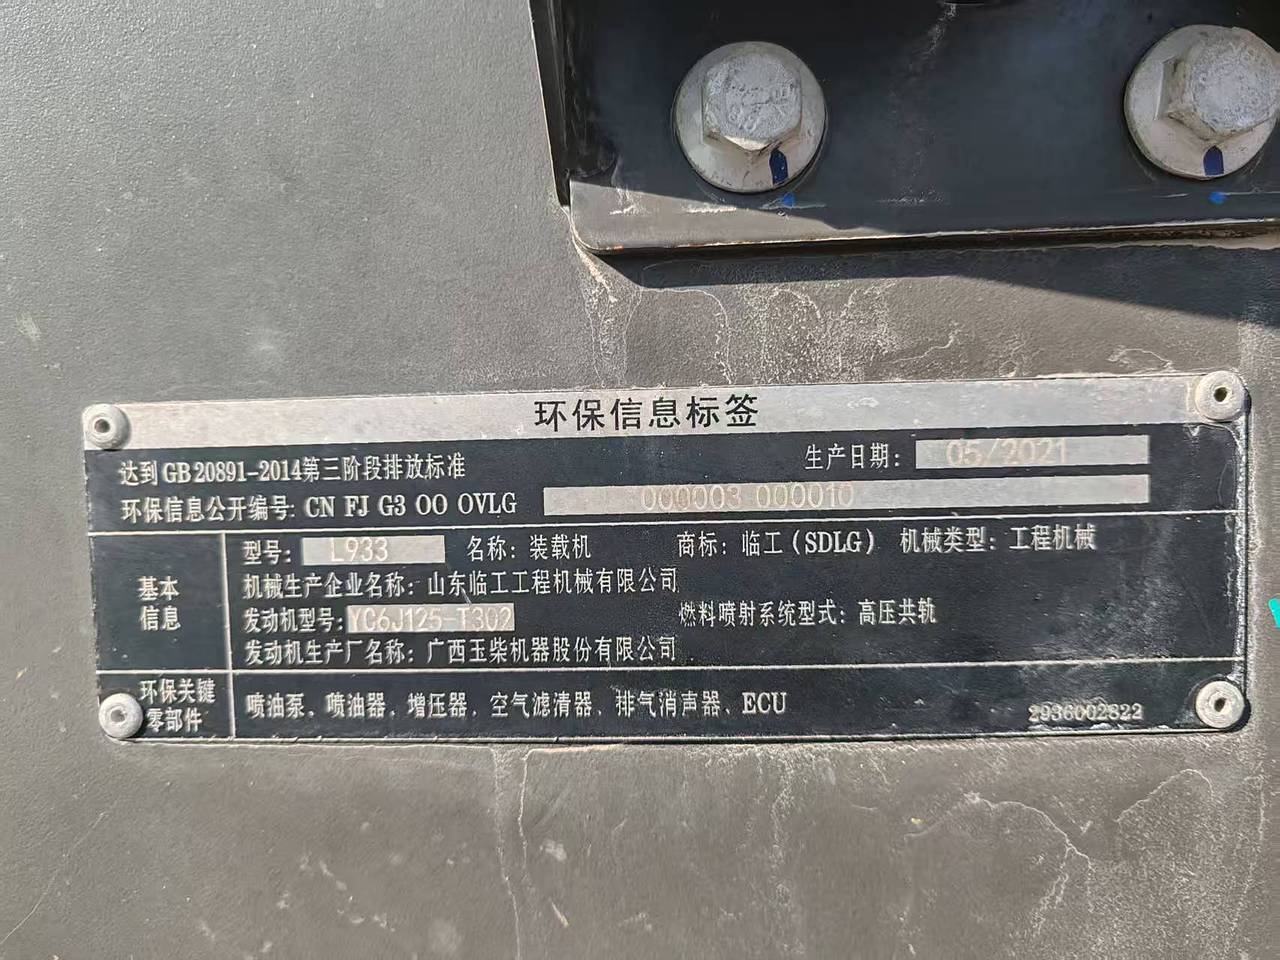 环保信息标签
达到GB 20891-2014第三阶段排放标准 生产日期: 05/2021
环保信息公开编号: CN FJ G3 OO OVLG 000003 000010
基本信息
型号: L933 名称: 装载机 商标: 临工(SDLG) 机械类型: 工程机械
机械生产企业名称: 山东临工工程机械有限公司
发动机型号: YC6J125-T302 燃料喷射系统型式: 高压共轨
发动机生产厂名称: 广西玉柴机器股份有限公司
环保关键零部件
喷油泵、喷油器、增压器、空气滤清器、排气消声器、ECU
2936002822